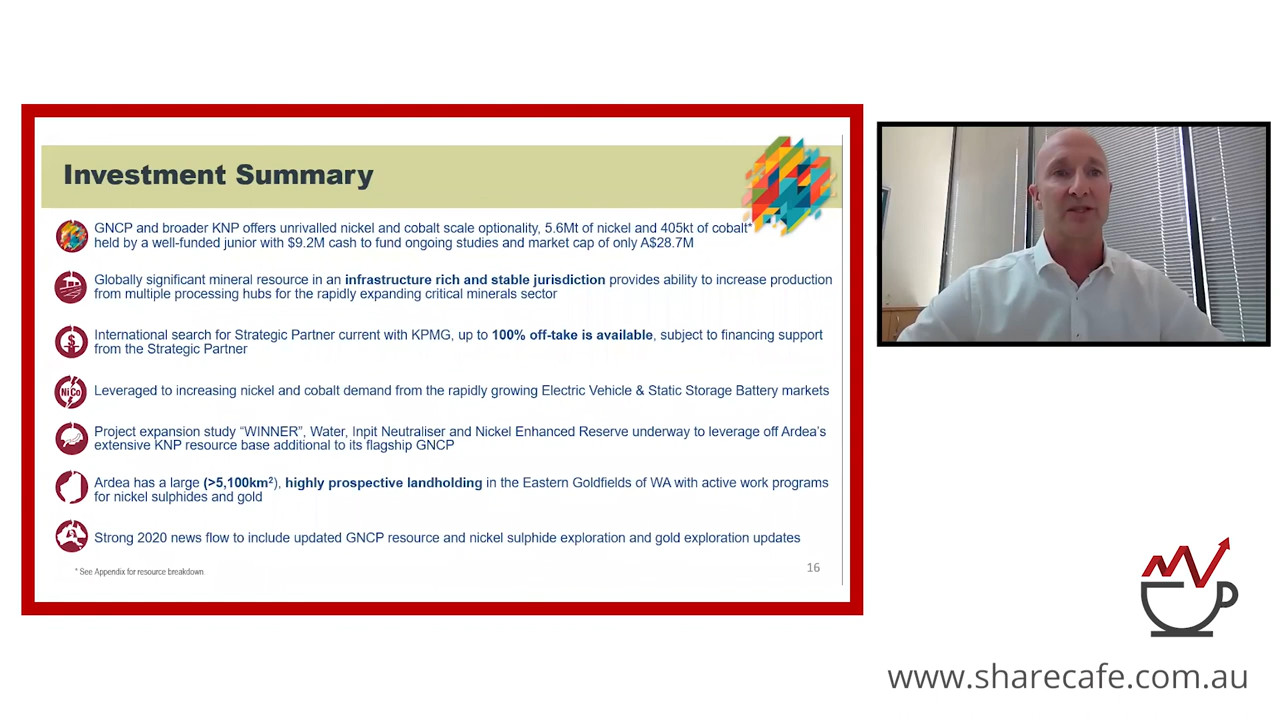 Investment Summary
GNCP and broader KNP offers unrivalled nickel and cobalt scale optionality, 5.6Mt of nickel and 405kt of cobalt*
held by a well-funded junior with $9.2M cash to fund ongoing studies and market cap of only A$28.7M
Globally significant mineral resource in an infrastructure rich and stable jurisdiction provides ability to increase production
from multiple processing hubs for the rapidly expanding critical minerals sector
International search for Strategic Partner current with KPMG, up to 100% off-take is available, subject to financing support
from the Strategic Partner
NiCo
Leveraged to increasing nickel and cobalt demand from the rapidly growing Electric Vehicle & Static Storage Battery markets
Project expansion study “WINNER”, Water, Inpit Neutraliser and Nickel Enhanced Reserve underway to leverage off Ardea’s
extensive KNP resource base additional to its flagship GNCP
Ardea has a large (>5,100km²), highly prospective landholding in the Eastern Goldfields of WA with active work programs
for nickel sulphides and gold
Strong 2020 news flow to include updated GNCP resource and nickel sulphide exploration and gold exploration updates
* See Appendix for resource breakdown
16
www.sharecafe.com.au